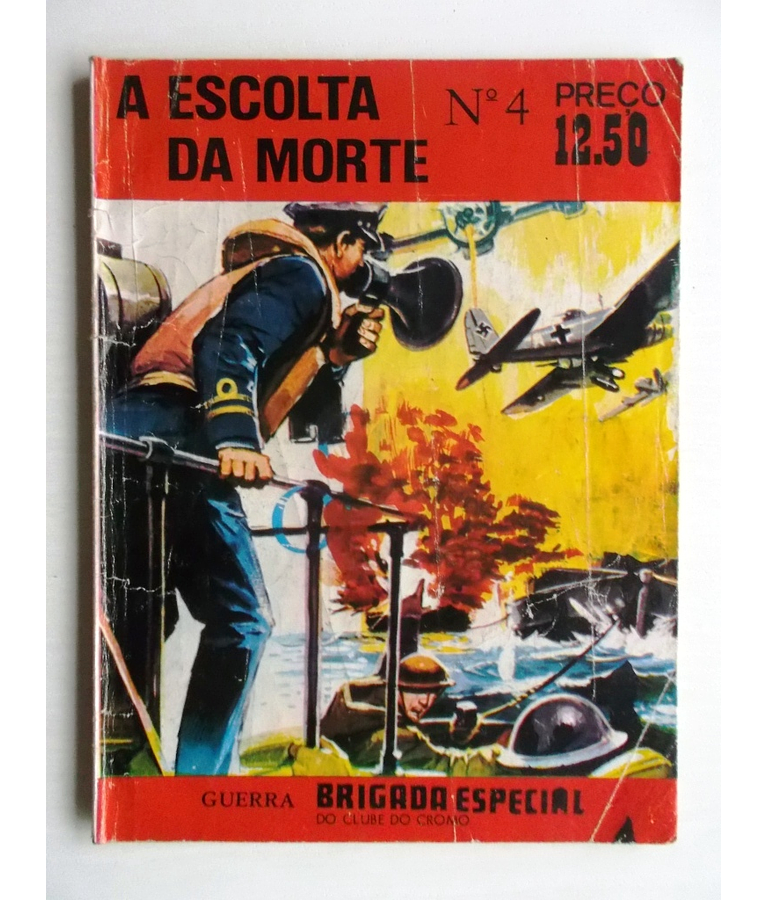 A ESCOLTA
DA MORTE
Nº 4
PREÇO
12.50
GUERRA BRIGADA ESPECIAL
DO CLUBE DO CROMO